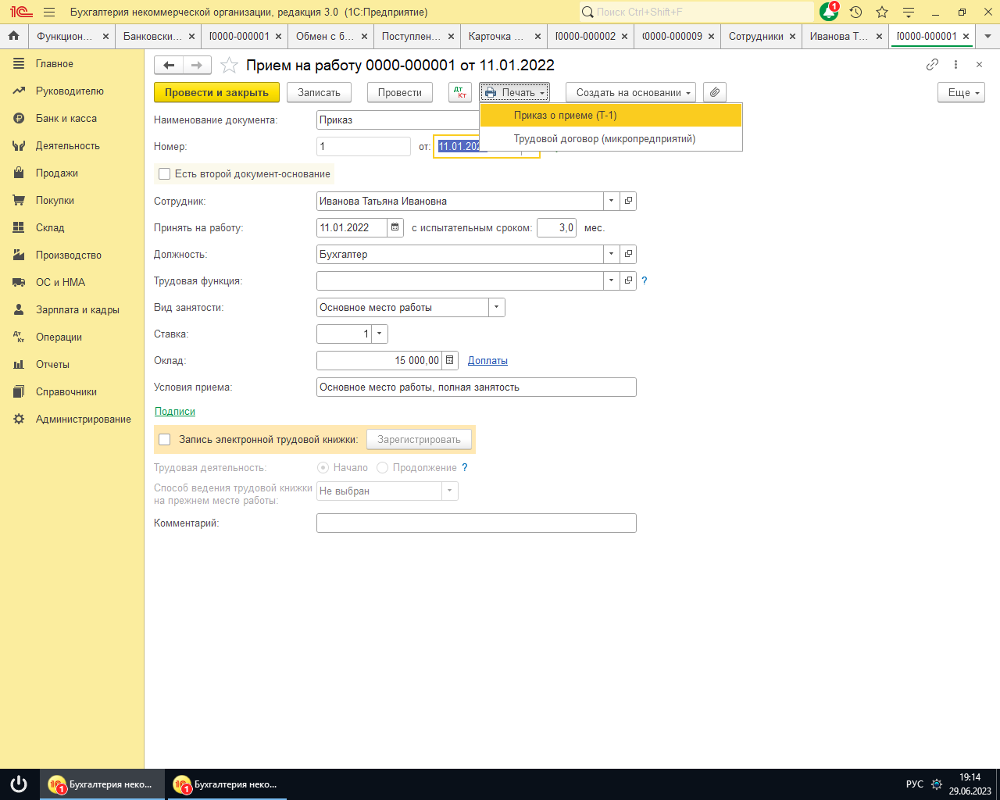 Бухгалтерия некоммерческой организации, редакция 3.0 (1С:Предприятие)
Поиск Ctrl+Shift+F
1
Функцион...
Банковски...
0000-000001
Обмен с б...
Поступлен...
Карточка ...
0000-000002
0000-000009
Сотрудники
Иванова Т...
0000-000001
Главное
Руководителю
Банк и касса
Деятельность
Продажи
Покупки
Склад
Производство
ОС и НМА
Зарплата и кадры
Операции
Отчеты
Справочники
Администрирование
Прием на работу 0000-000001 от 11.01.2022
Провести и закрыть
Записать
Провести
Дт Кт
Печать
Создать на основании
Еще
Приказ о приеме (Т-1)
Трудовой договор (микропредприятий)
Наименование документа: Приказ
Номер: 1 от: 11.01.202
Есть второй документ-основание
Сотрудник: Иванова Татьяна Ивановна
Принять на работу: 11.01.2022 с испытательным сроком: 3,0 мес.
Должность: Бухгалтер
Трудовая функция: ?
Вид занятости: Основное место работы
Ставка: 1
Оклад: 15 000,00 Доплаты
Условия приема: Основное место работы, полная занятость
Подписи
Запись электронной трудовой книжки: Зарегистрировать
Трудовая деятельность: Начало Продолжение ?
Способ ведения трудовой книжки
на прежнем месте работы: Не выбран
Комментарий:
Бухгалтерия неко...
Бухгалтерия неко...
РУС
19:14
29.06.2023